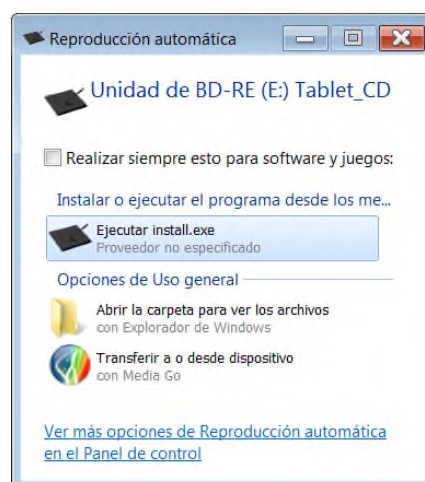 Reproducción automática
Unidad de BD-RE (E:) Tablet_CD
Realizar siempre esto para software y juegos:
Instalar o ejecutar el programa desde los me...
Ejecutar install.exe
Proveedor no especificado
Opciones de Uso general
Abrir la carpeta para ver los archivos
con Explorador de Windows
Transferir a o desde dispositivo
con Media Go
Ver más opciones de Reproducción automática
en el Panel de control